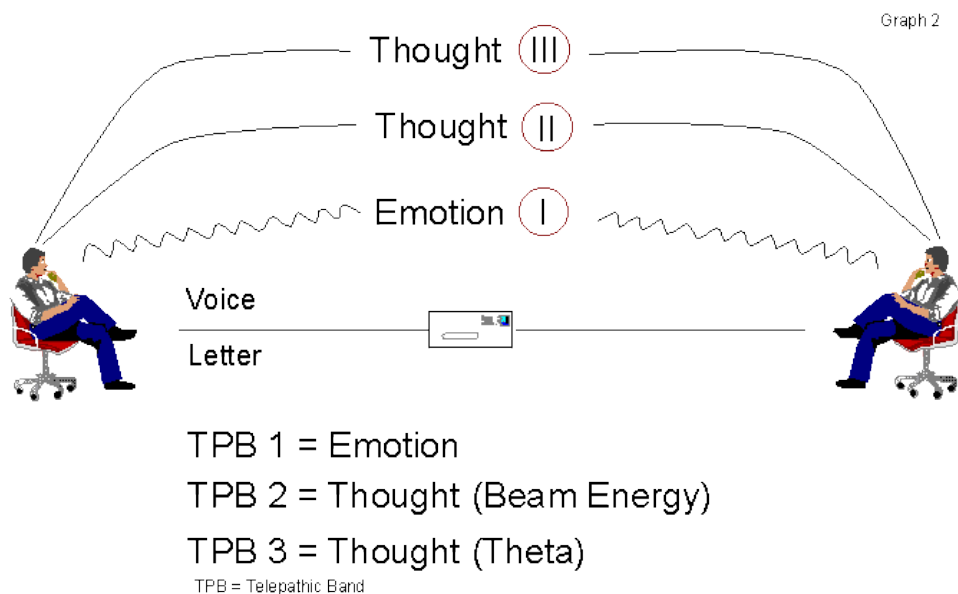 Graph 2
Thought III
Thought II
Emotion I
Voice
Letter
TPB 1 = Emotion
TPB 2 = Thought (Beam Energy)
TPB 3 = Thought (Theta)
TPB = Telepathic Band